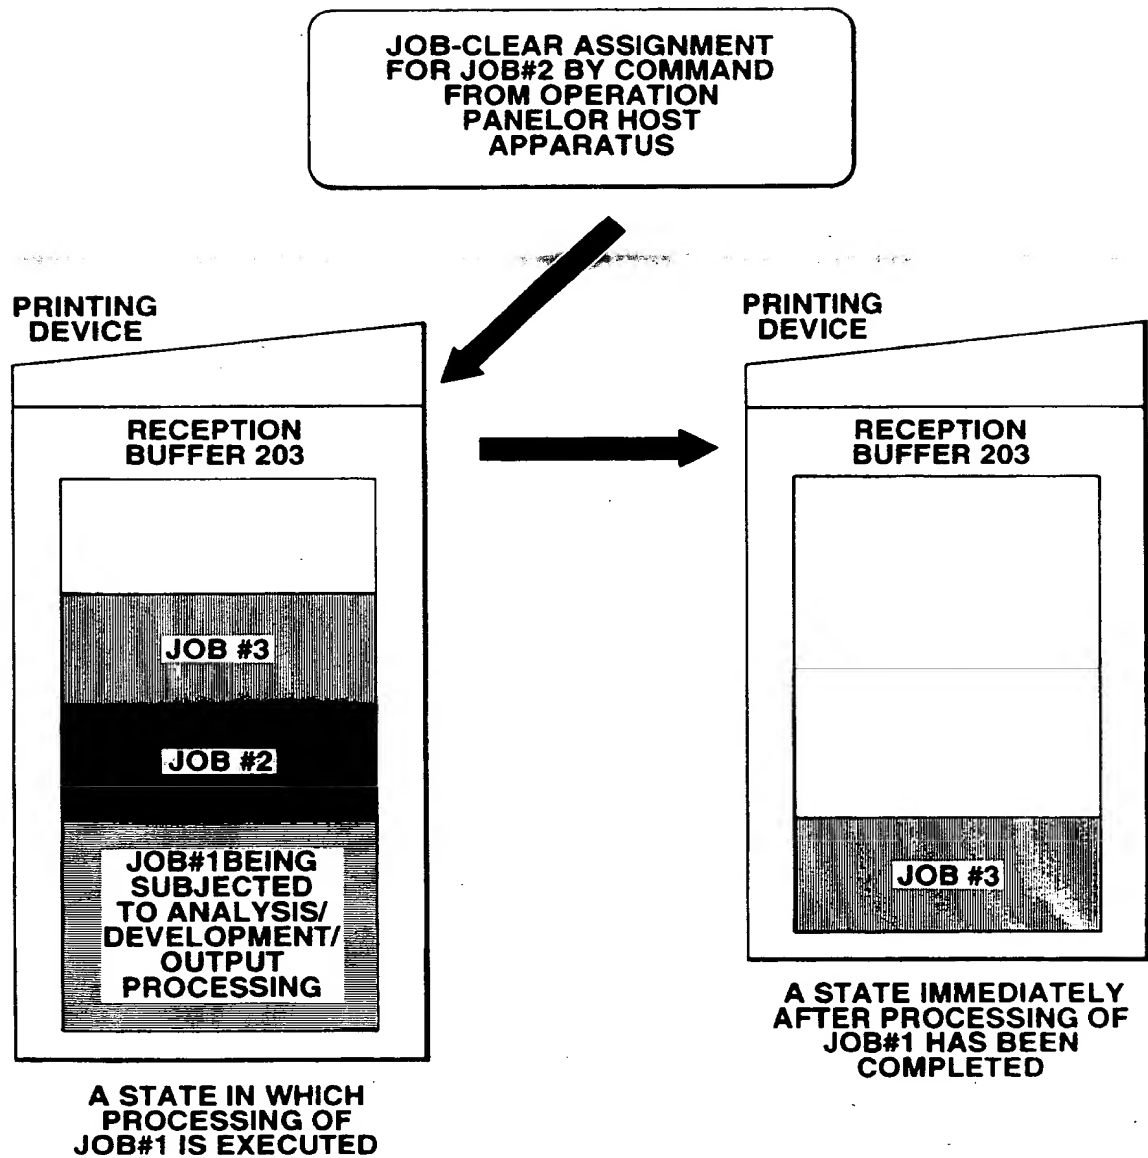 JOB-CLEAR ASSIGNMENT
FOR JOB#2 BY COMMAND
FROM OPERATION
PANELOR HOST
APPARATUS
PRINTING
DEVICE
RECEPTION
BUFFER 203
JOB #3
JOB #2
JOB#1BEING
SUBJECTED
TO ANALYSIS/
DEVELOPMENT/
OUTPUT
PROCESSING
A STATE IN WHICH
PROCESSING OF
JOB#1 IS EXECUTED
PRINTING
DEVICE
RECEPTION
BUFFER 203
JOB #3
A STATE IMMEDIATELY
AFTER PROCESSING OF
JOB#1 HAS BEEN
COMPLETED